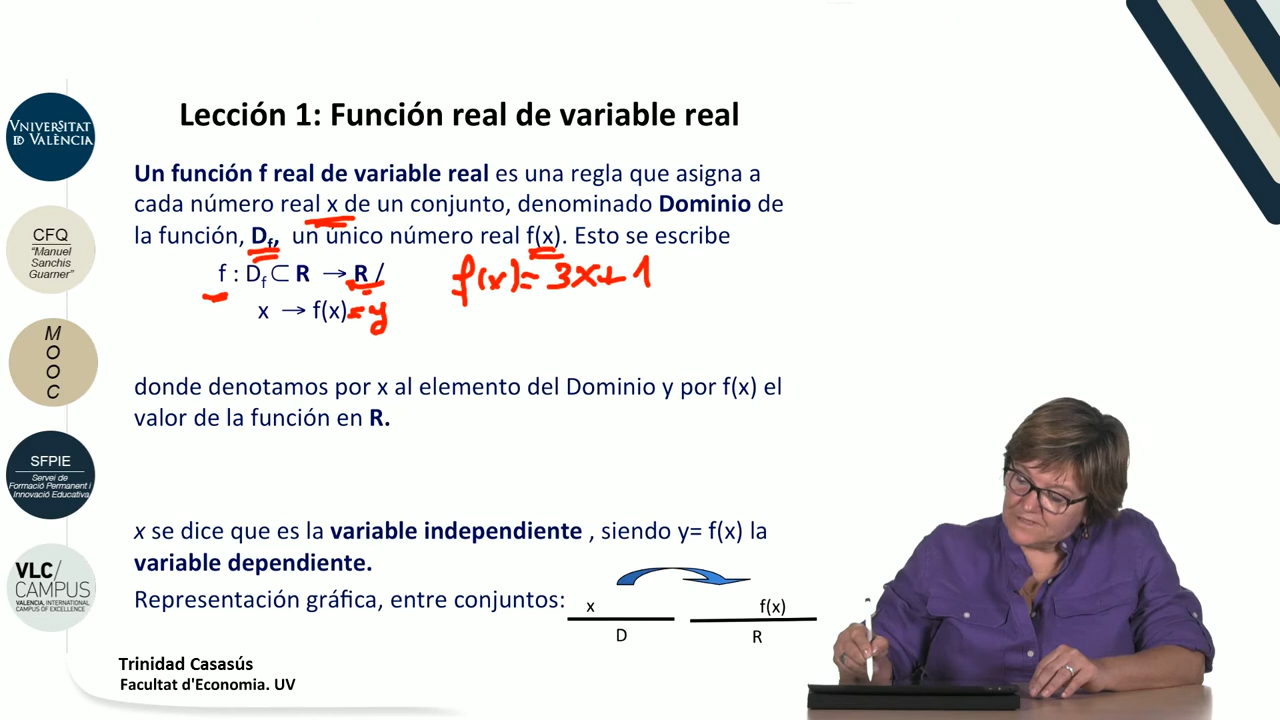 Lección 1: Función real de variable real
Un función f real de variable real es una regla que asigna a
cada número real x de un conjunto, denominado Dominio de
la función, Df, un único número real f(x). Esto se escribe
f : Df ⊂ R → R /
f(x)= 3x+1
x → f(x) = y
donde denotamos por x al elemento del Dominio y por f(x) el
valor de la función en R.
x se dice que es la variable independiente , siendo y= f(x) la
variable dependiente.
Representación gráfica, entre conjuntos:
x f(x)
D R
Trinidad Casasús
Facultat d'Economia. UV
VNIVERSITAT
D VALÈNCIA
CFQ
"Manuel
Sanchis
Guarner"
M
O
O
C
SFPIE
Servei de
Formació Permanent i
Innovació Educativa
VLC/
CAMPUS
VALENCIA, INTERNATIONAL
CAMPUS OF EXCELLENCE